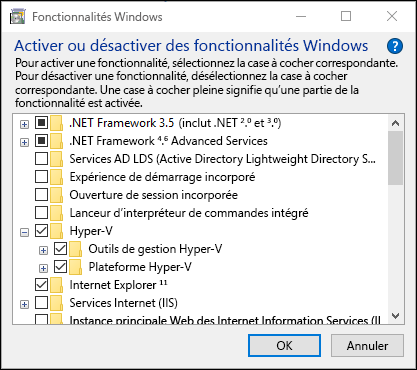 Fonctionnalités Windows
Activer ou désactiver des fonctionnalités Windows
Pour activer une fonctionnalité, sélectionnez la case à cocher correspondante.
Pour désactiver une fonctionnalité, désélectionnez la case à cocher
correspondante. Une case à cocher pleine signifie qu'une partie de la
fonctionnalité est activée.
.NET Framework 3.5 (inclut .NET ²·⁰ et ³·⁰)
.NET Framework ⁴·⁶ Advanced Services
Services AD LDS (Active Directory Lightweight Directory S...
Expérience de démarrage incorporé
Ouverture de session incorporée
Lanceur d'interpréteur de commandes intégré
Hyper-V
Outils de gestion Hyper-V
Plateforme Hyper-V
Internet Explorer ¹¹
Services Internet (IIS)
Instance principale Web des Internet Information Services (II
OK
Annuler